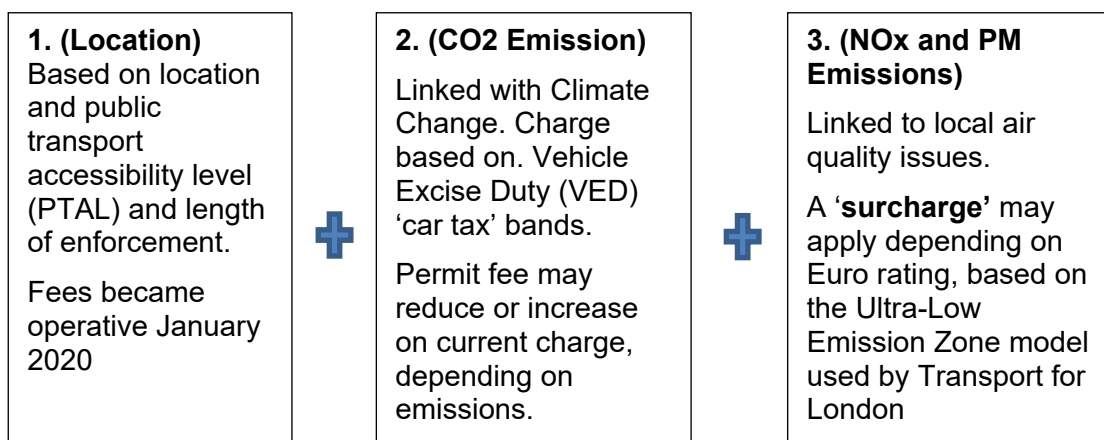 1. (Location)
Based on location
and public
transport
accessibility level
(PTAL) and length
of enforcement.
Fees became
operative January
2020
2. (CO2 Emission)
Linked with Climate
Change. Charge
based on. Vehicle
Excise Duty (VED)
‘car tax’ bands.
Permit fee may
reduce or increase
on current charge,
depending on
emissions.
3. (NOx and PM
Emissions)
Linked to local air
quality issues.
A ‘surcharge’ may
apply depending on
Euro rating, based on
the Ultra-Low
Emission Zone model
used by Transport for
London